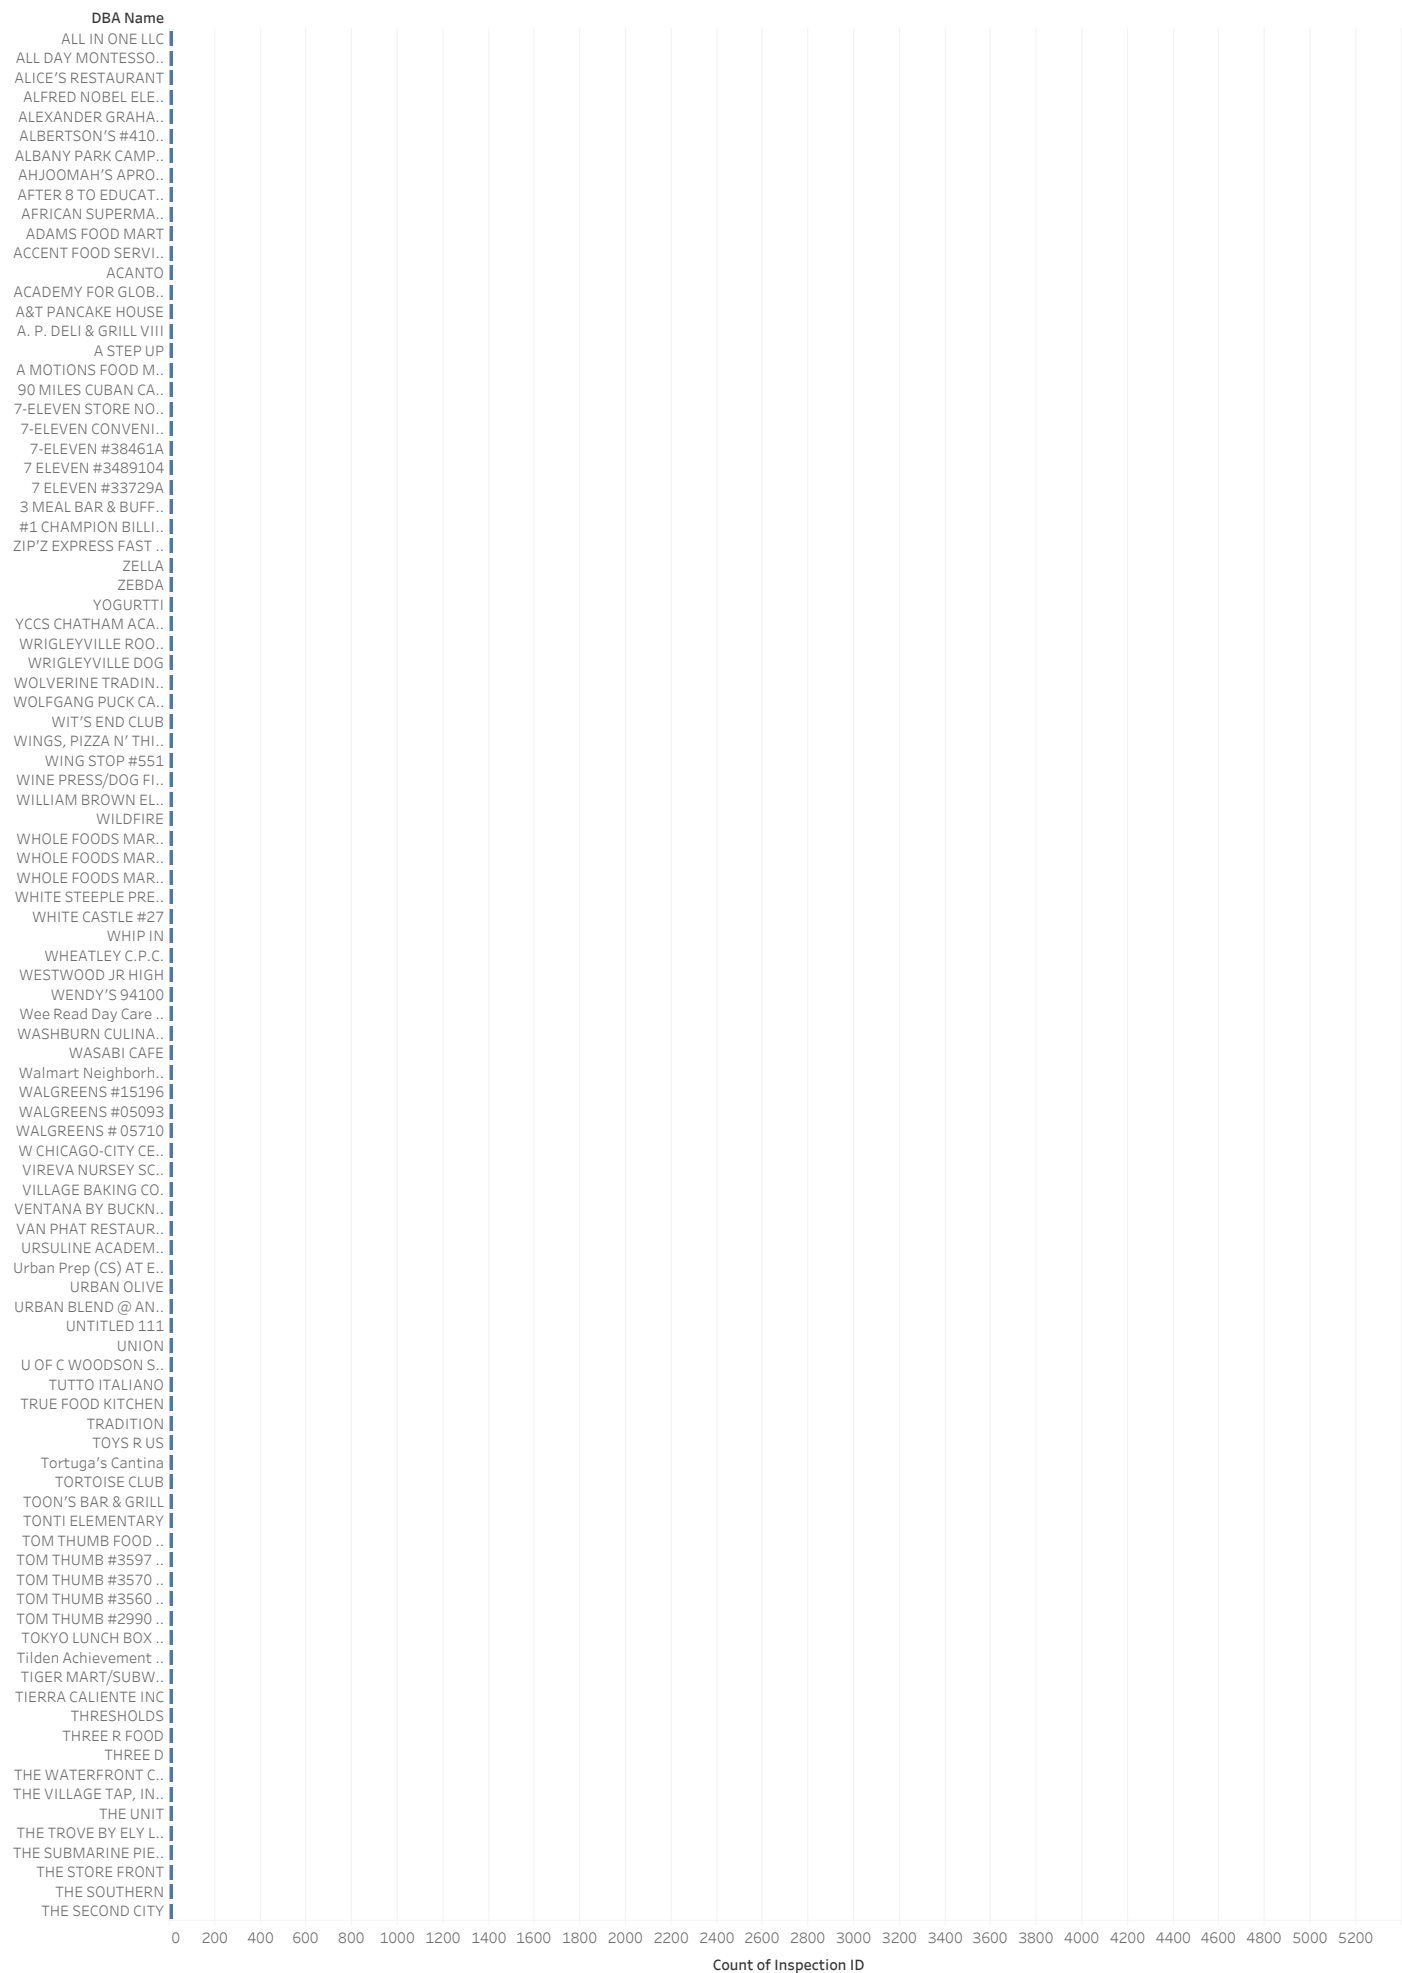 DBA Name
ALL IN ONE LLC
ALL DAY MONTESSO..
ALICE'S RESTAURANT
ALFRED NOBEL ELE..
ALEXANDER GRAHA..
ALBERTSON'S #410..
ALBANY PARK CAMP..
AHJOOMAH'S APRO..
AFTER 8 TO EDUCAT..
AFRICAN SUPERMA..
ADAMS FOOD MART
ACCENT FOOD SERVI..
ACANTO
ACADEMY FOR GLOB..
A&T PANCAKE HOUSE
A. P. DELI & GRILL VIII
A STEP UP
A MOTIONS FOOD M..
90 MILES CUBAN CA..
7-ELEVEN STORE NO..
7-ELEVEN CONVENI..
7-ELEVEN #38461A
7 ELEVEN #3489104
7 ELEVEN #33729A
3 MEAL BAR & BUFF..
#1 CHAMPION BILLI..
ZIP'Z EXPRESS FAST ..
ZELLA
ZEBDA
YOGURTTI
YCCS CHATHAM ACA..
WRIGLEYVILLE ROO..
WRIGLEYVILLE DOG
WOLVERINE TRADIN..
WOLFGANG PUCK CA..
WIT'S END CLUB
WINGS, PIZZA N' THI..
WING STOP #551
WINE PRESS/DOG FI..
WILLIAM BROWN EL..
WILDFIRE
WHOLE FOODS MAR..
WHOLE FOODS MAR..
WHOLE FOODS MAR..
WHITE STEEPLE PRE..
WHITE CASTLE #27
WHIP IN
WHEATLEY C.P.C.
WESTWOOD JR HIGH
WENDY'S 94100
Wee Read Day Care ..
WASHBURN CULINA..
WASABI CAFE
Walmart Neighborh..
WALGREENS #15196
WALGREENS #05093
WALGREENS # 05710
W CHICAGO-CITY CE..
VIREVA NURSEY SC..
VILLAGE BAKING CO.
VENTANA BY BUCKN..
VAN PHAT RESTAUR..
URSULINE ACADEM..
Urban Prep (CS) AT E..
URBAN OLIVE
URBAN BLEND @ AN..
UNTITLED 111
UNION
U OF C WOODSON S..
TUTTO ITALIANO
TRUE FOOD KITCHEN
TRADITION
TOYS R US
Tortuga's Cantina
TORTOISE CLUB
TOON'S BAR & GRILL
TONTI ELEMENTARY
TOM THUMB FOOD ..
TOM THUMB #3597 ..
TOM THUMB #3570 ..
TOM THUMB #3560 ..
TOM THUMB #2990 ..
TOKYO LUNCH BOX ..
Tilden Achievement ..
TIGER MART/SUBW..
TIERRA CALIENTE INC
THRESHOLDS
THREE R FOOD
THREE D
THE WATERFRONT C..
THE VILLAGE TAP, IN..
THE UNIT
THE TROVE BY ELY L..
THE SUBMARINE PIE..
THE STORE FRONT
THE SOUTHERN
THE SECOND CITY
0 200 400 600 800 1000 1200 1400 1600 1800 2000 2200 2400 2600 2800 3000 3200 3400 3600 3800 4000 4200 4400 4600 4800 5000 5200
Count of Inspection ID